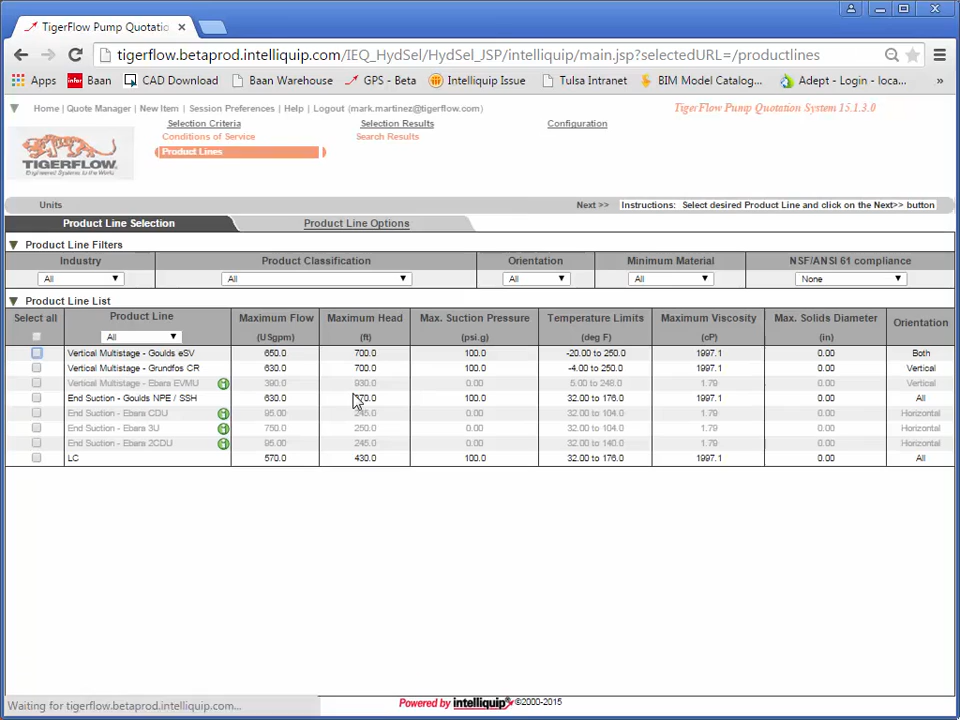 TigerFlow Pump Quotatio
tigerflow.betaprod.intelliquip.com/IEQ_HydSel/HydSel_JSP/intelliquip/main.jsp?selectedURL=/productlines
Apps infor Baan CAD Download Baan Warehouse GPS - Beta Intelliquip Issue Tulsa Intranet BIM Model Catalog... Adept - Login - loca... »
Home | Quote Manager | New Item | Session Preferences | Help | Logout (mark.martinez@tigerflow.com) TigerFlow Pump Quotation System 15.1.3.0
Selection Criteria Selection Results Configuration
Conditions of Service Search Results
Product Lines
TIGERFLOW
Engineered Systems to the World
Units Next >> Instructions: Select desired Product Line and click on the Next>> button
Product Line Selection Product Line Options
Product Line Filters
Industry Product Classification Orientation Minimum Material NSF/ANSI 61 compliance
All All All All None
Product Line List
Select all Product Line Maximum Flow Maximum Head Max. Suction Pressure Temperature Limits Maximum Viscosity Max. Solids Diameter Orientation
All (USgpm) (ft) (psi.g) (deg F) (cP) (in)
Vertical Multistage - Goulds eSV 650.0 700.0 100.0 -20.00 to 250.0 1997.1 0.00 Both
Vertical Multistage - Grundfos CR 630.0 700.0 100.0 -4.00 to 250.0 1997.1 0.00 Vertical
Vertical Multistage - Ebara EVMU 390.0 930.0 0.00 5.00 to 248.0 1.79 0.00 Vertical
End Suction - Goulds NPE / SSH 630.0 70.0 100.0 32.00 to 176.0 1997.1 0.00 All
End Suction - Ebara CDU 95.00 245.0 0.00 32.00 to 104.0 1.79 0.00 Horizontal
End Suction - Ebara 3U 750.0 250.0 0.00 32.00 to 104.0 1.79 0.00 Horizontal
End Suction - Ebara 2CDU 95.00 245.0 0.00 32.00 to 140.0 1.79 0.00 Horizontal
LC 570.0 430.0 100.0 32.00 to 176.0 1997.1 0.00 All
Powered by intelliquip ©2000-2015
Waiting for tigerflow.betaprod.intelliquip.com...